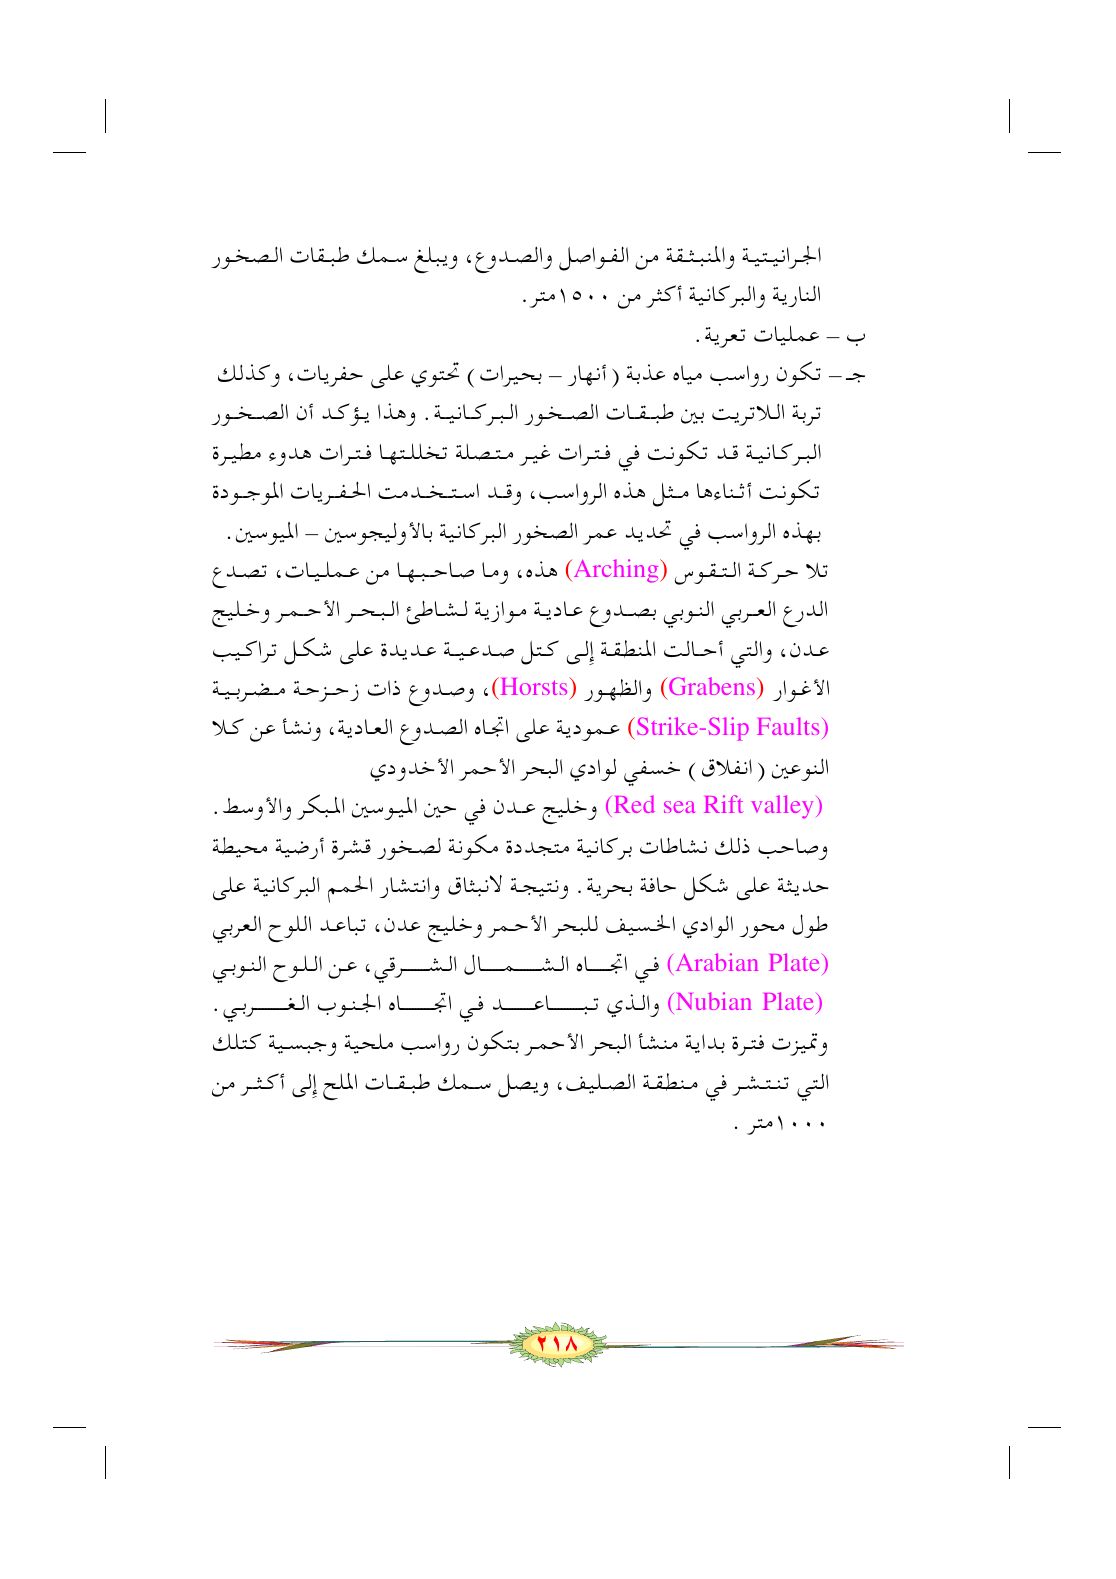 الجرانيتية والمنبثقة من الفواصل والصدوع، ويبلغ سمك طبقات الصخور
النارية والبركانية أكثر من ١٥٠٠متر.
ب – عمليات تعرية.
جـ – تكون رواسب مياه عذبة (أنهار – بحيرات) تحتوي على حفريات، وكذلك
تربة اللاتريت بين طبقات الصخور البركانية. وهذا يؤكد أن الصخور
البركانية قد تكونت في فترات غير متصلة تخللتها فترات هدوء مطيرة
تكونت أثناءها مثل هذه الرواسب، وقد استخدمت الحفريات الموجودة
بهذه الرواسب في تحديد عمر الصخور البركانية بالأوليجوسين – الميوسين.
تلا حركة التقوس (Arching) هذه، وما صاحبها من عمليات، تصدع
الدرع العربي النوبي بصدوع عادية موازية لشاطئ البحر الأحمر وخليج
عدن، والتي أحالت المنطقة إلى كتل صدعية عديدة على شكل تراكيب
الأغوار (Grabens) والظهور (Horsts)، وصدوع ذات زحزحة مضربية
(Strike-Slip Faults) عمودية على اتجاه الصدوع العادية، ونشأ عن كلا
النوعين (انفلاق) خسفي لوادي البحر الأحمر الأخدودي
(Red sea Rift valley) وخليج عدن في حين الميوسين المبكر والأوسط.
وصاحب ذلك نشاطات بركانية متجددة مكونة لصخور قشرة أرضية محيطة
حديثة على شكل حافة بحرية. ونتيجة لانبثاق وانتشار الحمم البركانية على
طول محور الوادي الخسيف للبحر الأحمر وخليج عدن، تباعد اللوح العربي
(Arabian Plate) في اتجاه الشمال الشرقي، عن اللوح النوبي
(Nubian Plate) والذي تباعد في اتجاه الجنوب الغربي.
وتميزت فترة بداية منشأ البحر الأحمر بتكون رواسب ملحية وجبسية كتلك
التي تنتشر في منطقة الصليف، ويصل سمك طبقات الملح إلى أكثر من
١٠٠٠متر .
٢١٨